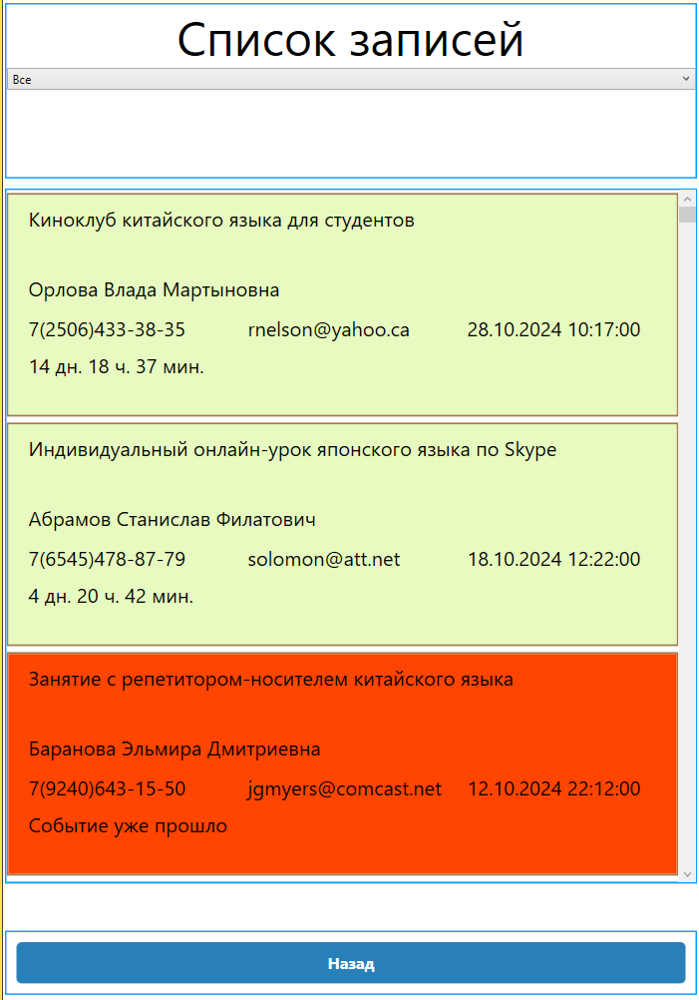 Список записей
Все
Киноклуб китайского языка для студентов
Орлова Влада Мартыновна
7(2506)433-38-35 rnelson@yahoo.ca 28.10.2024 10:17:00
14 дн. 18 ч. 37 мин.
Индивидуальный онлайн-урок японского языка по Skype
Абрамов Станислав Филатович
7(6545)478-87-79 solomon@att.net 18.10.2024 12:22:00
4 дн. 20 ч. 42 мин.
Занятие с репетитором-носителем китайского языка
Баранова Эльмира Дмитриевна
7(9240)643-15-50 jgmyers@comcast.net 12.10.2024 22:12:00
Событие уже прошло
Назад